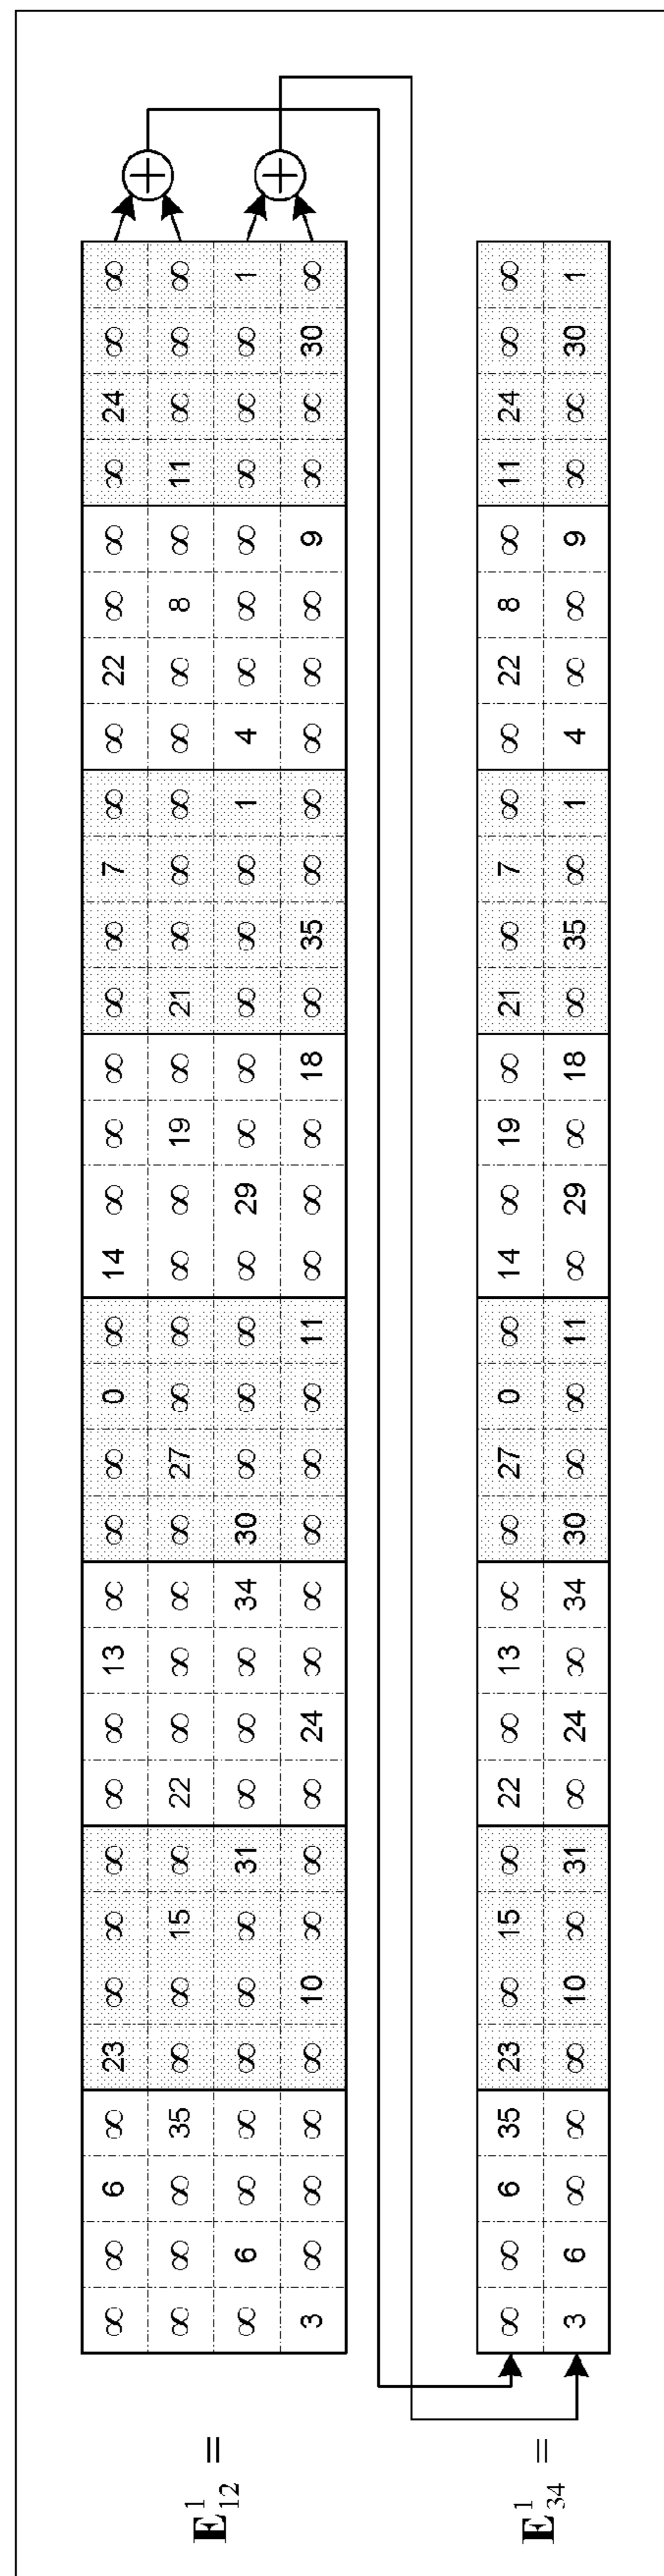 ∞ ∞ 6 ∞ 23 ∞ ∞ ∞ ∞ ∞ 13 ∞ ∞ ∞ 0 ∞ 14 ∞ ∞ ∞ ∞ ∞ 7 ∞ ∞ 22 ∞ ∞ ∞ 24 ∞ ∞
∞ ∞ ∞ 35 ∞ ∞ 15 ∞ 22 ∞ ∞ ∞ ∞ 27 ∞ ∞ ∞ ∞ 19 ∞ 21 ∞ ∞ ∞ ∞ ∞ 8 ∞ 11 ∞ ∞ ∞
E¹₁₂ =
∞ 6 ∞ ∞ ∞ ∞ ∞ 31 ∞ ∞ ∞ 34 30 ∞ ∞ ∞ ∞ 29 ∞ ∞ ∞ ∞ ∞ 1 4 ∞ ∞ ∞ ∞ ∞ ∞ 1
3 ∞ ∞ ∞ ∞ 10 ∞ ∞ ∞ 24 ∞ ∞ ∞ ∞ ∞ 11 ∞ ∞ ∞ 18 ∞ 35 ∞ ∞ ∞ ∞ ∞ 9 ∞ ∞ 30 ∞
+
+
∞ ∞ 6 35 23 ∞ 15 ∞ 22 ∞ 13 ∞ ∞ 27 0 ∞ 14 ∞ 19 ∞ 21 ∞ 7 ∞ ∞ 22 8 ∞ 11 24 ∞ ∞
E¹₃₄ =
3 6 ∞ ∞ ∞ 10 ∞ 31 ∞ 24 ∞ 34 30 ∞ ∞ 11 ∞ 29 ∞ 18 ∞ 35 ∞ 1 4 ∞ ∞ 9 ∞ ∞ 30 1